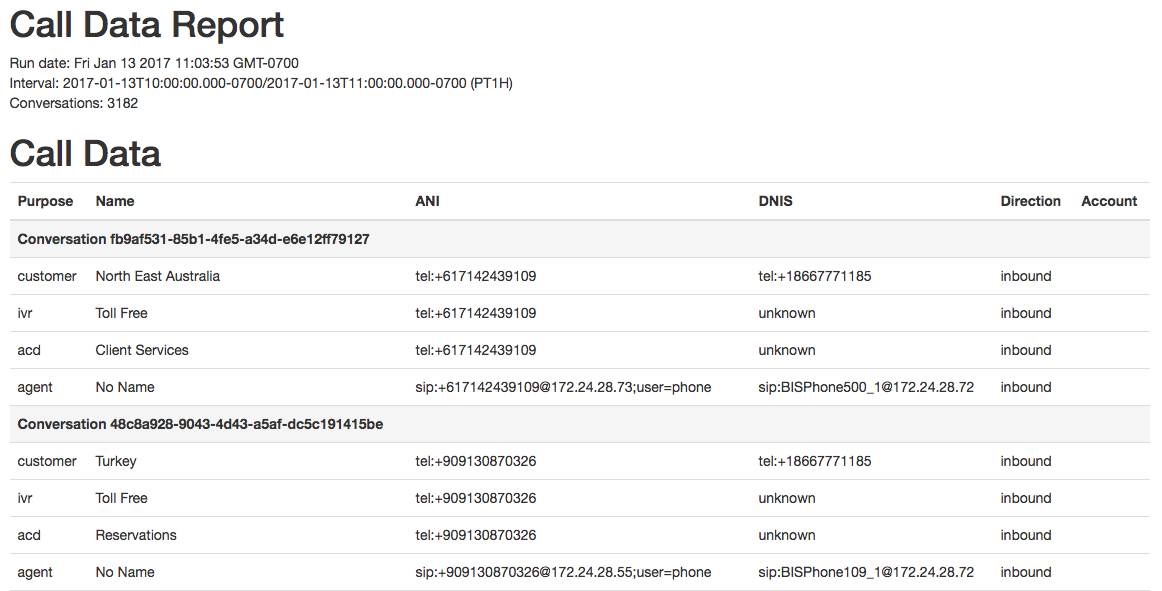 Call Data Report
Run date: Fri Jan 13 2017 11:03:53 GMT-0700
Interval: 2017-01-13T10:00:00.000-0700/2017-01-13T11:00:00.000-0700 (PT1H)
Conversations: 3182
Call Data
Purpose Name ANI DNIS Direction Account
Conversation fb9af531-85b1-4fe5-a34d-e6e12ff79127
customer North East Australia tel:+617142439109 tel:+18667771185 inbound
ivr Toll Free tel:+617142439109 unknown inbound
acd Client Services tel:+617142439109 unknown inbound
agent No Name sip:+617142439109@172.24.28.73;user=phone sip:BISPhone500_1@172.24.28.72 inbound
Conversation 48c8a928-9043-4d43-a5af-dc5c191415be
customer Turkey tel:+909130870326 tel:+18667771185 inbound
ivr Toll Free tel:+909130870326 unknown inbound
acd Reservations tel:+909130870326 unknown inbound
agent No Name sip:+909130870326@172.24.28.55;user=phone sip:BISPhone109_1@172.24.28.72 inbound